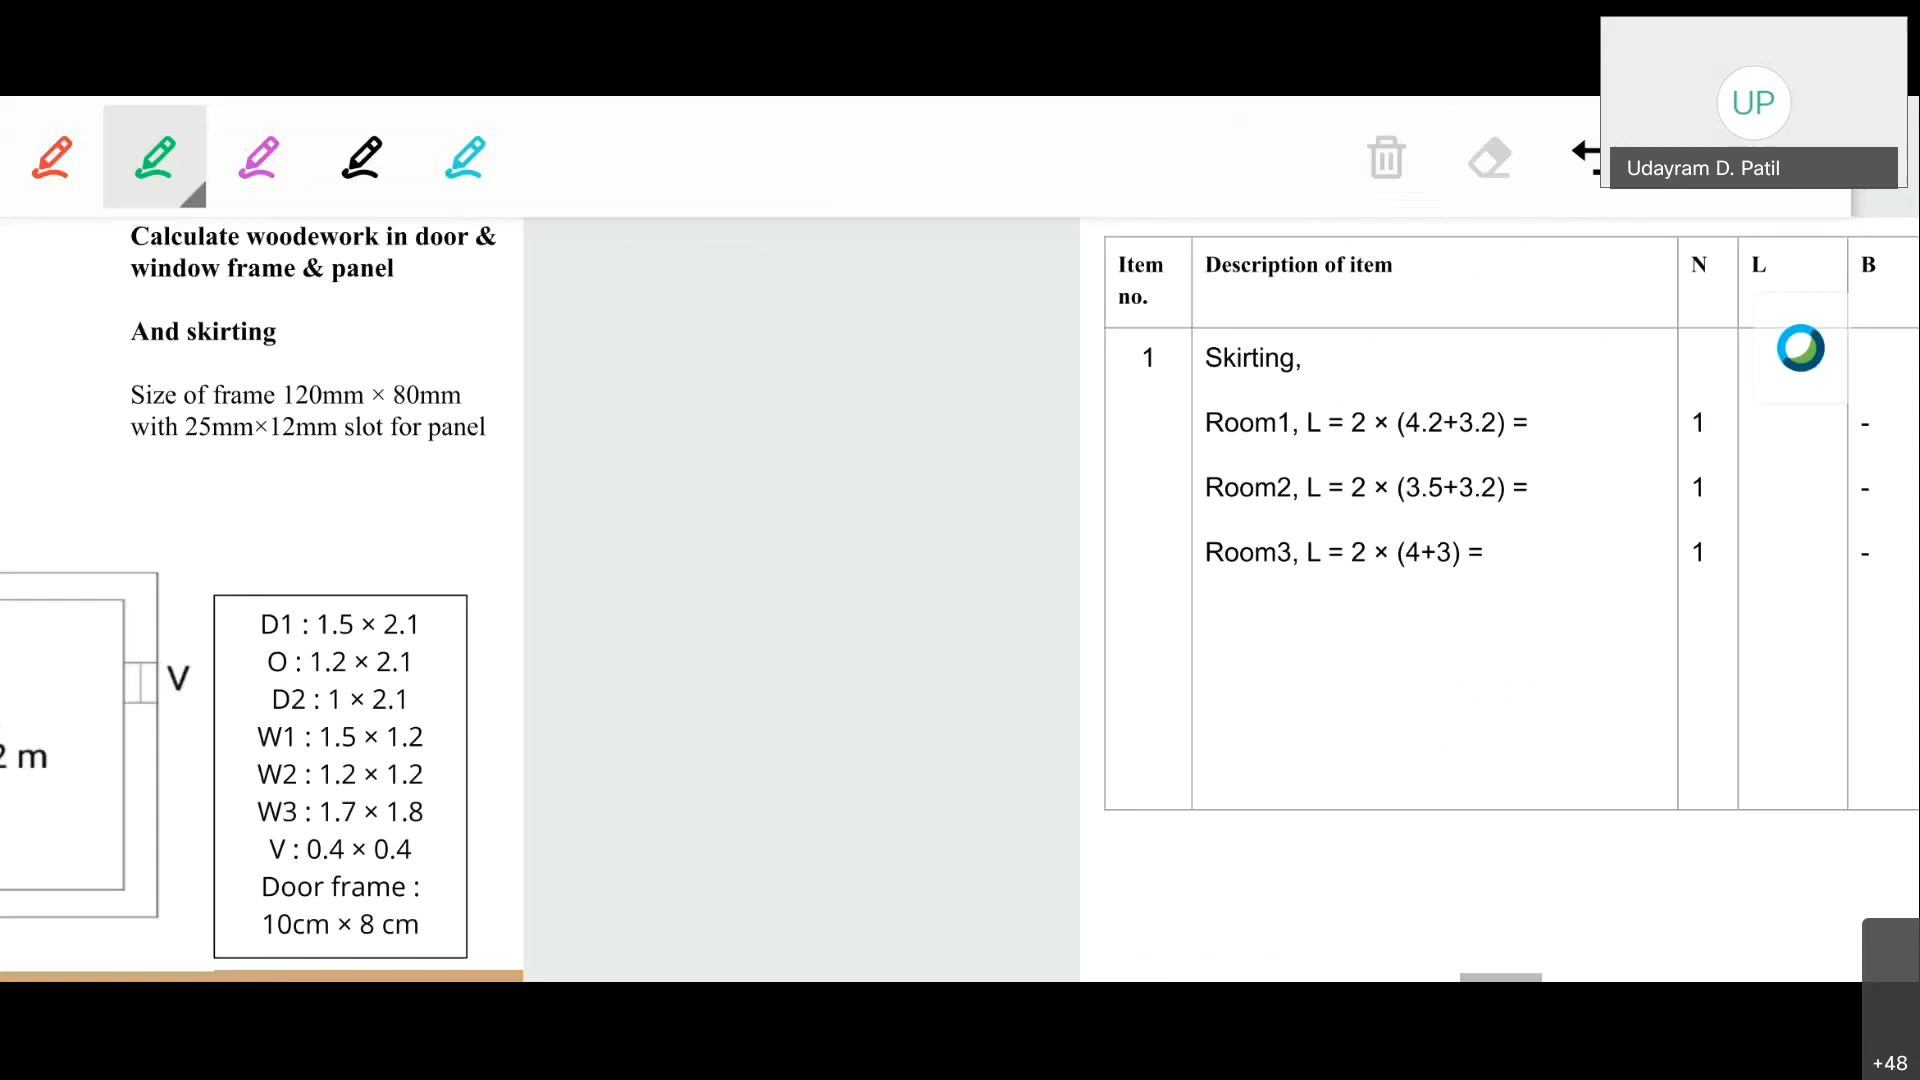 UP
Udayram D. Patil
Calculate woodework in door &
window frame & panel
And skirting
Size of frame 120mm × 80mm
with 25mm×12mm slot for panel
V
2 m
D1 : 1.5 × 2.1
O : 1.2 × 2.1
D2 : 1 × 2.1
W1 : 1.5 × 1.2
W2 : 1.2 × 1.2
W3 : 1.7 × 1.8
V : 0.4 × 0.4
Door frame :
10cm × 8 cm
Item no. Description of item N L B
1 Skirting,
Room1, L = 2 × (4.2+3.2) = 1 -
Room2, L = 2 × (3.5+3.2) = 1 -
Room3, L = 2 × (4+3) = 1 -
+48